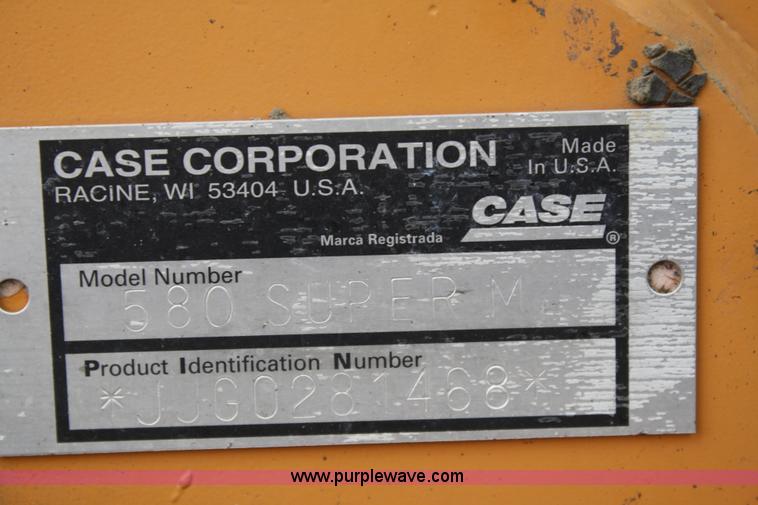 CASE CORPORATION
Made
In U.S.A.
RACINE, WI 53404 U.S.A.
CASE
Marca Registrada
®
Model Number
580 SUPER M
Product Identification Number
*JJG0281468*
www.purplewave.com